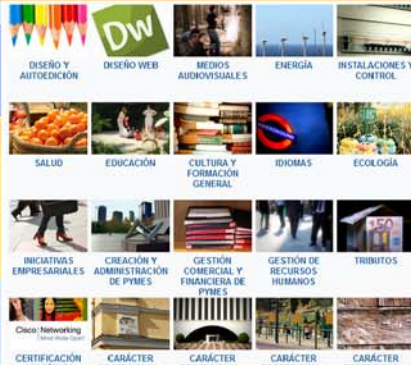 Dw
DISEÑO Y
AUTOEDICIÓN
DISEÑO WEB
MEDIOS
AUDIOVISUALES
ENERGÍA
INSTALACIONES Y
CONTROL
SALUD
EDUCACIÓN
CULTURA Y
FORMACIÓN
GENERAL
IDIOMAS
ECOLOGÍA
INICIATIVAS
EMPRESARIALES
CREACIÓN Y
ADMINISTRACIÓN
DE PYMES
GESTIÓN
COMERCIAL Y
FINANCIERA DE
PYMES
GESTIÓN DE
RECURSOS
HUMANOS
50
TRIBUTOS
Cisco Networking
CERTIFICACIÓN
CARÁCTER
CARÁCTER
CARÁCTER
CARÁCTER